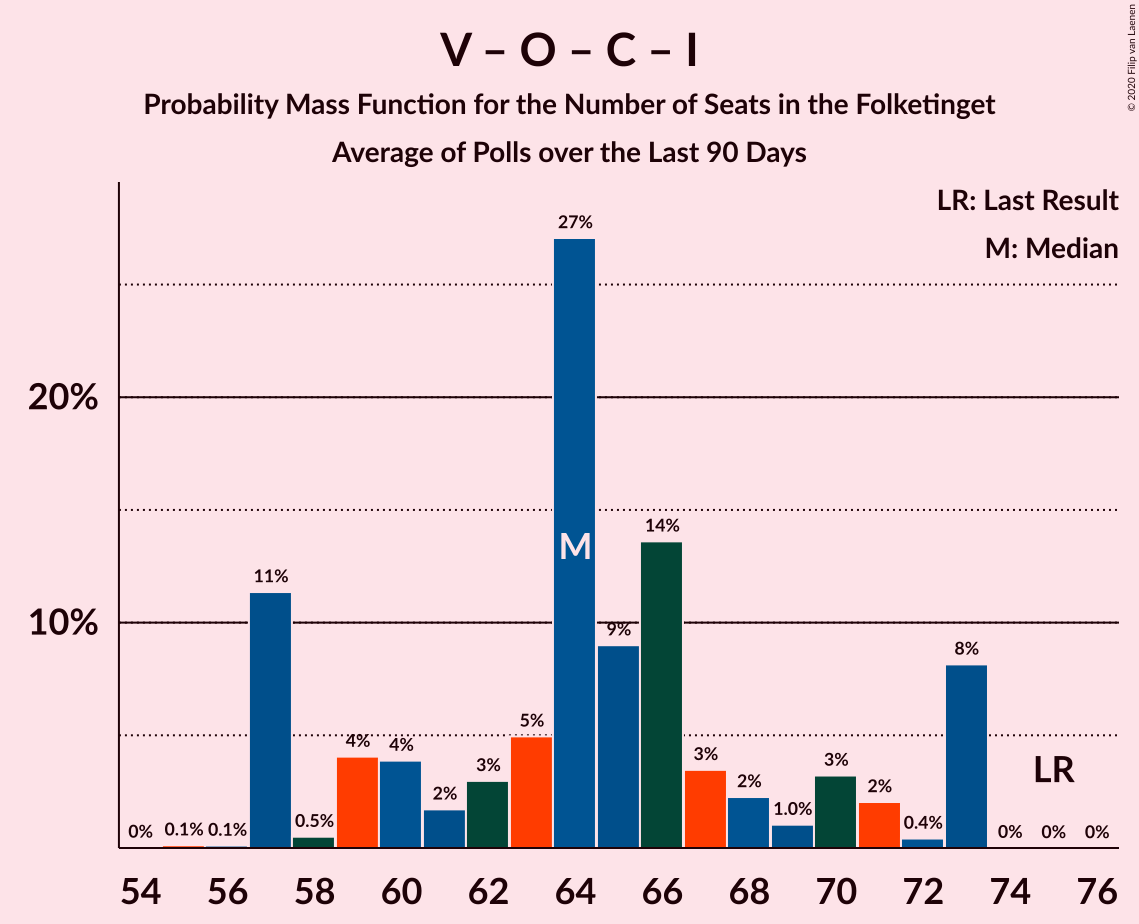 V – O – C – I
Probability Mass Function for the Number of Seats in the Folketinget
Average of Polls over the Last 90 Days
© 2020 Filip van Laenen
LR: Last Result
M: Median
20%
10%
0% 0.1% 0.1% 11% 0.5% 4% 4% 2% 3% 5% 27% 9% 14% 3% 2% 1.0% 3% 2% 0.4% 8% 0% 0% 0%
M
LR
54 56 58 60 62 64 66 68 70 72 74 76